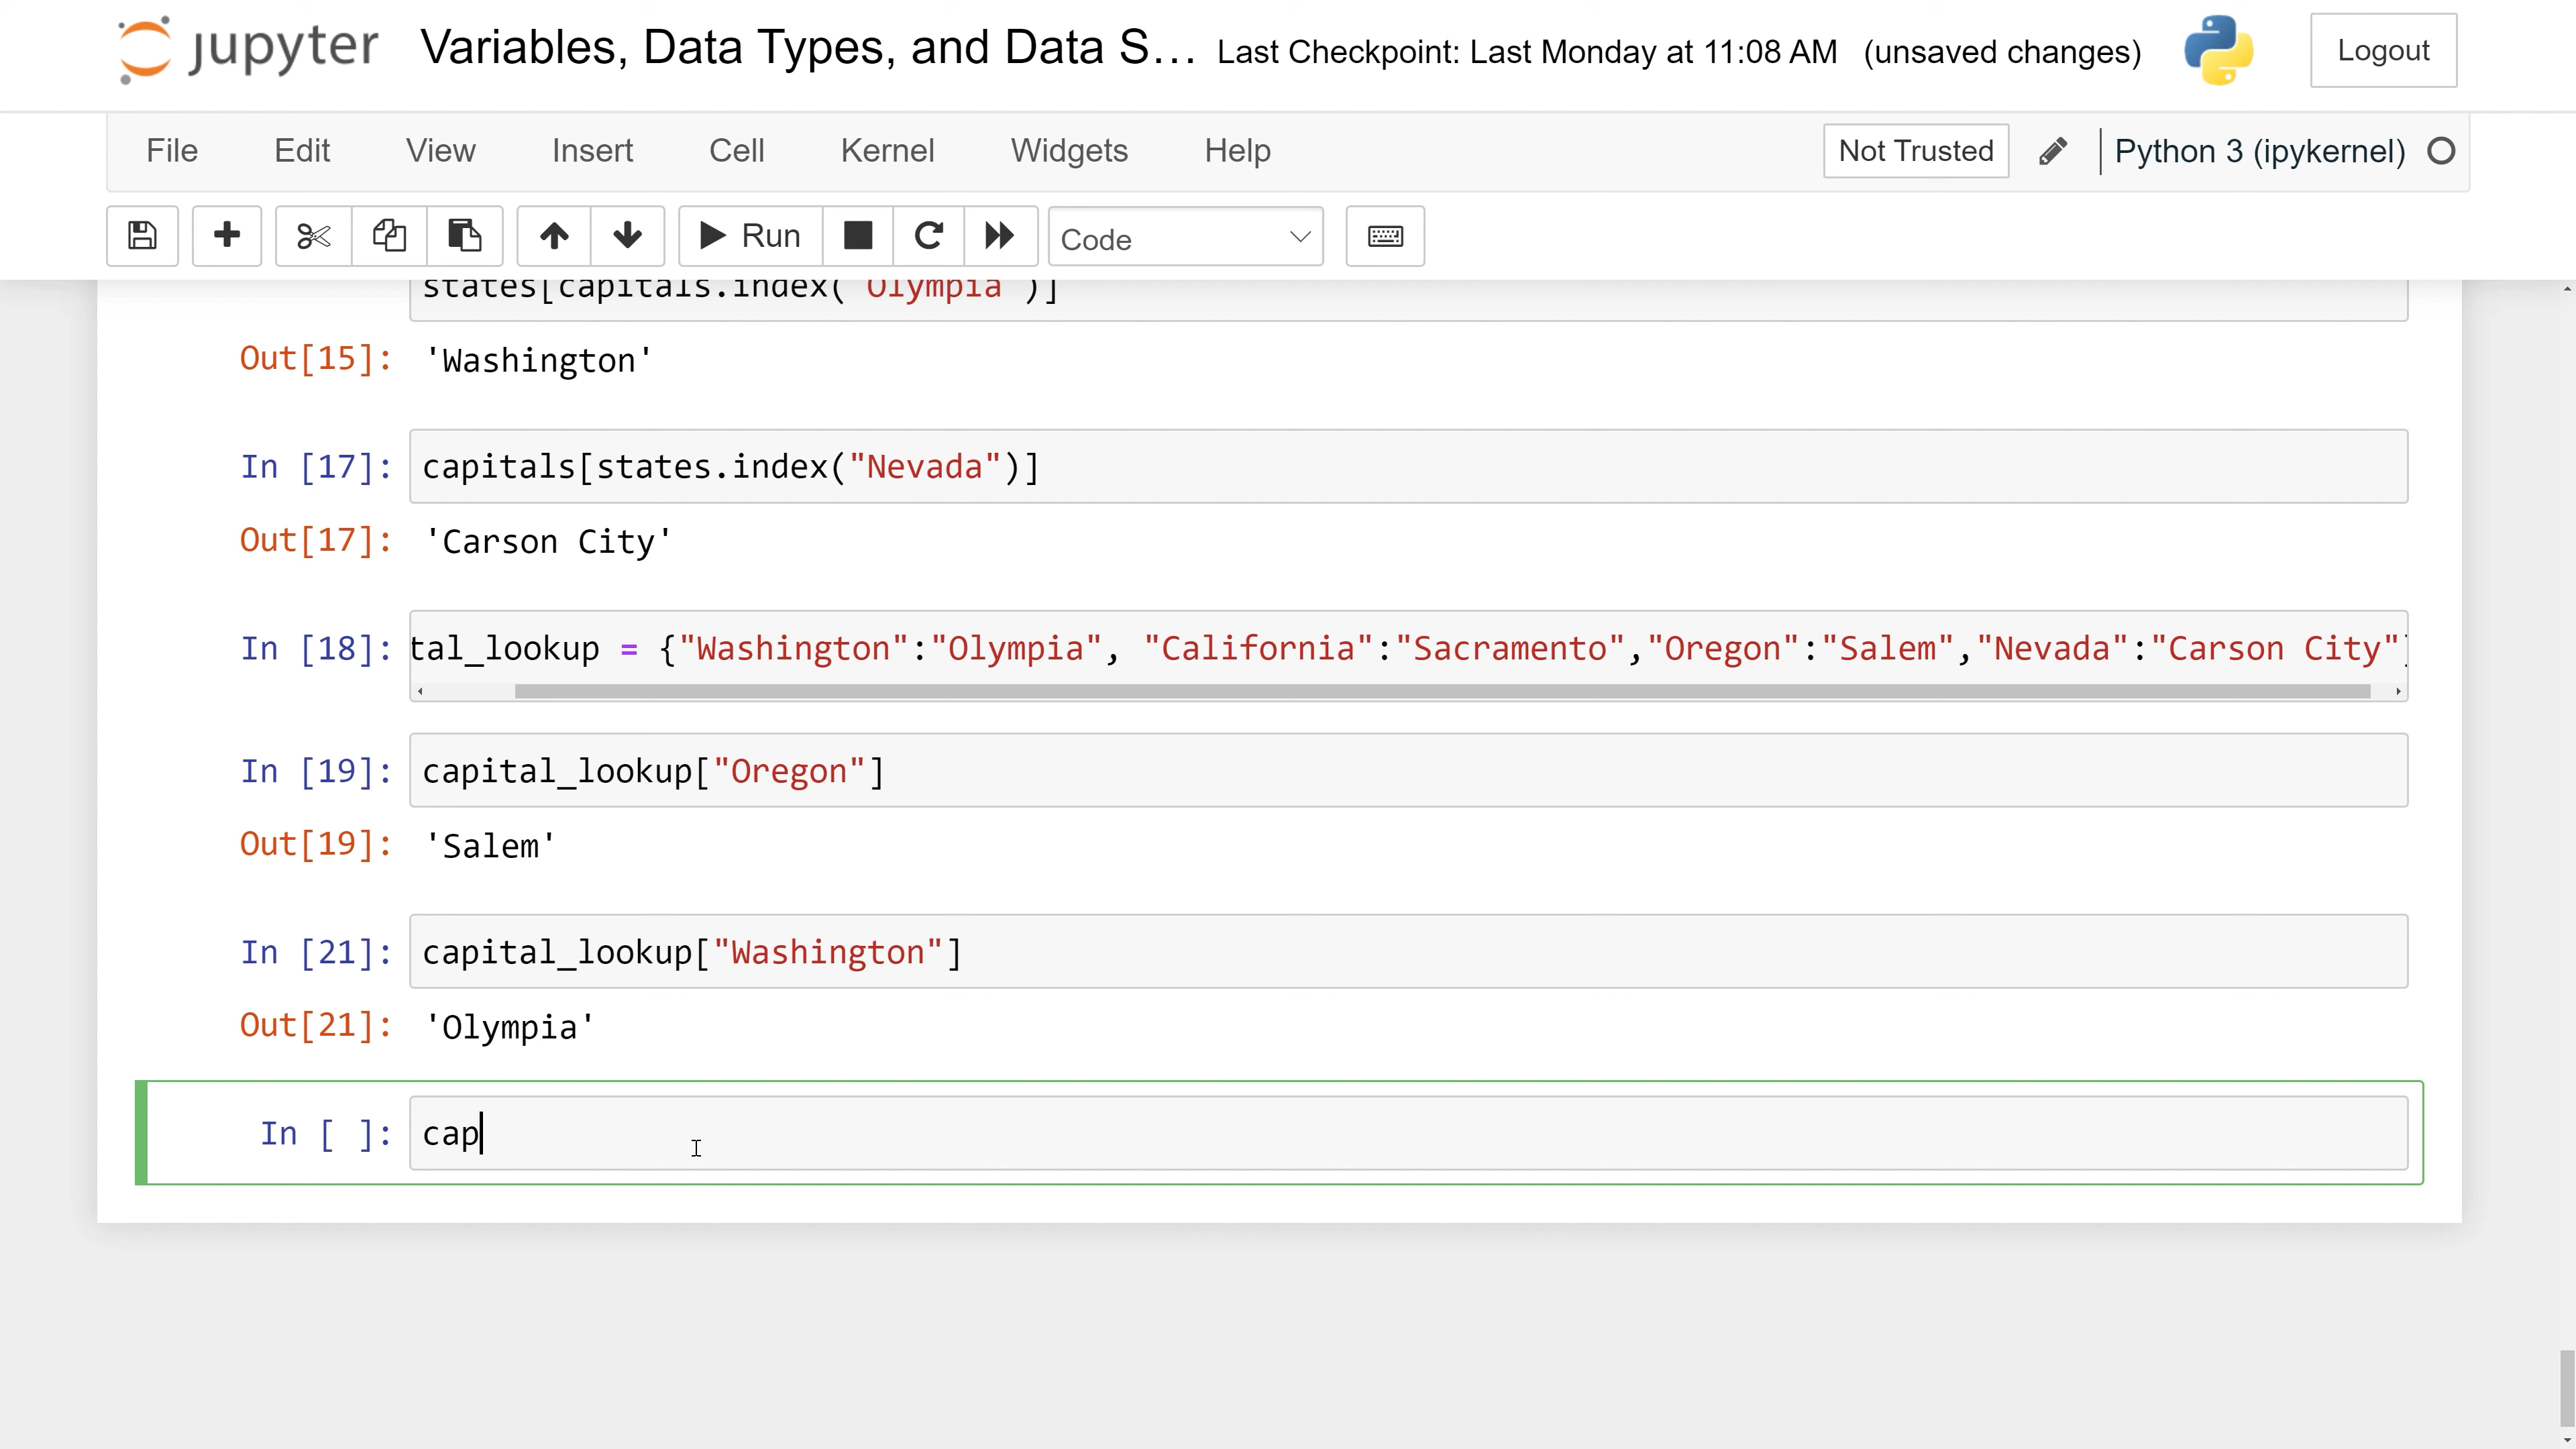 jupyter Variables, Data Types, and Data S... Last Checkpoint: Last Monday at 11:08 AM (unsaved changes) Logout
File Edit View Insert Cell Kernel Widgets Help Not Trusted Python 3 (ipykernel)
Run Code
states[capitals.index("Olympia")]
Out[15]: 'Washington'
In [17]: capitals[states.index("Nevada")]
Out[17]: 'Carson City'
In [18]: tal_lookup = {"Washington":"Olympia", "California":"Sacramento","Oregon":"Salem","Nevada":"Carson City"}
In [19]: capital_lookup["Oregon"]
Out[19]: 'Salem'
In [21]: capital_lookup["Washington"]
Out[21]: 'Olympia'
In [ ]: cap